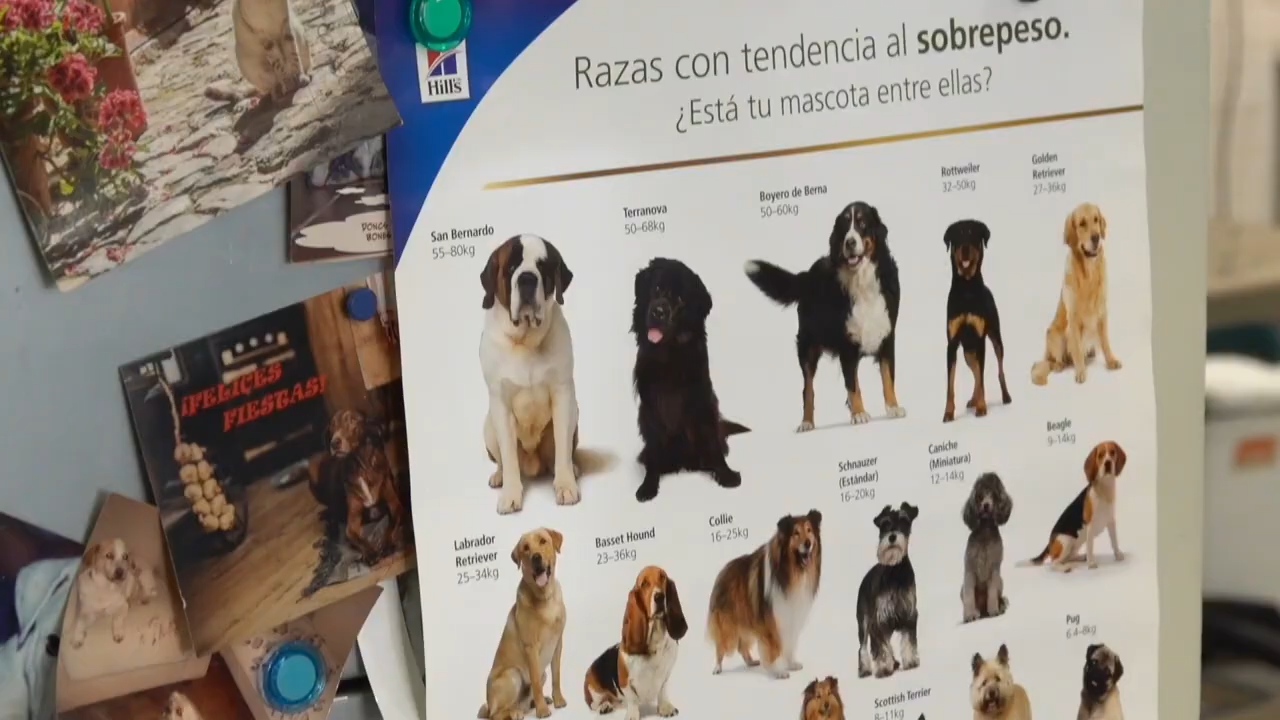 Hill's
Razas con tendencia al sobrepeso.
¿Está tu mascota entre ellas?
San Bernardo
55–80kg
Terranova
50–68kg
Boyero de Berna
50–60kg
Rottweiler
32–50kg
Golden
Retriever
27–36kg
Labrador
Retriever
25–34kg
Basset Hound
23–36kg
Collie
16–25kg
Schnauzer
(Estándar)
16–20kg
Caniche
(Miniatura)
12–14kg
Beagle
9–14kg
Scottish Terrier
8–11kg
Pug
6.4–8kg
¡FELICES
FIESTAS!